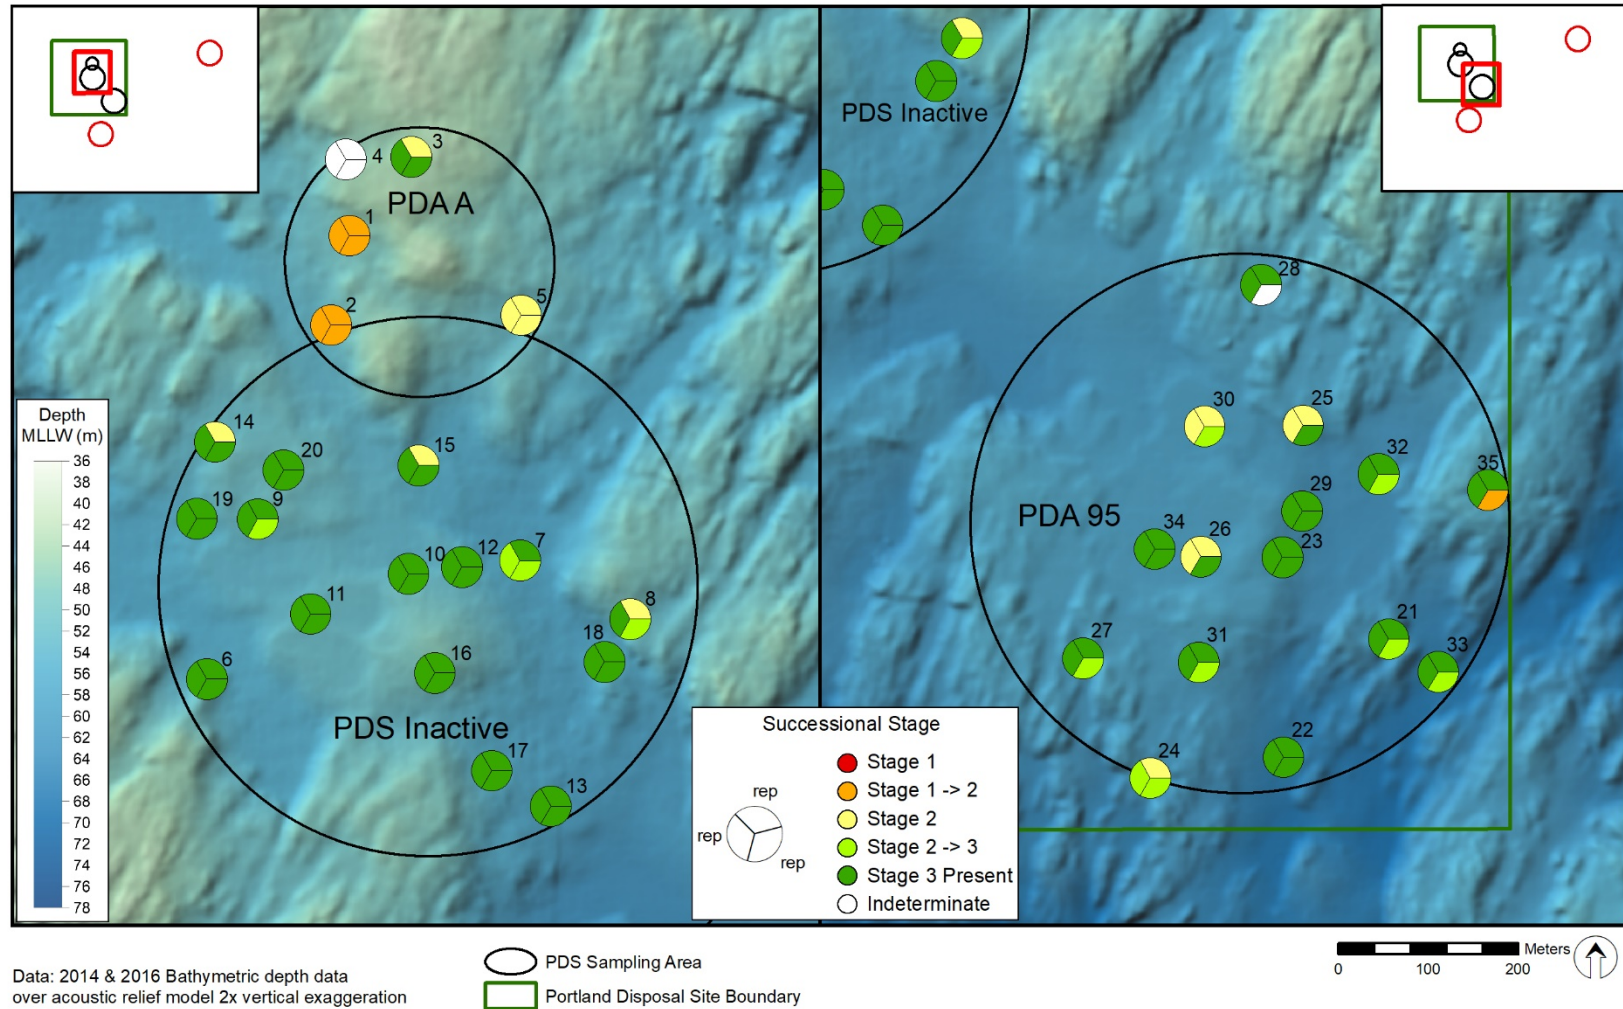 4
3
PDA A
1
2
5
14
20
15
19
9
10
12
7
11
8
18
6
16
PDS Inactive
17
13
Depth
MLLW (m)
36
38
40
42
44
46
48
50
52
54
56
58
60
62
64
66
68
70
72
74
76
78
PDS Inactive
28
30
25
32
35
29
PDA 95
34
26
23
27
31
21
33
24
22
Successional Stage
rep
rep
rep
Stage 1
Stage 1 -> 2
Stage 2
Stage 2 -> 3
Stage 3 Present
Indeterminate
Data: 2014 & 2016 Bathymetric depth data
over acoustic relief model 2x vertical exaggeration
PDS Sampling Area
Portland Disposal Site Boundary
Meters
0 100 200